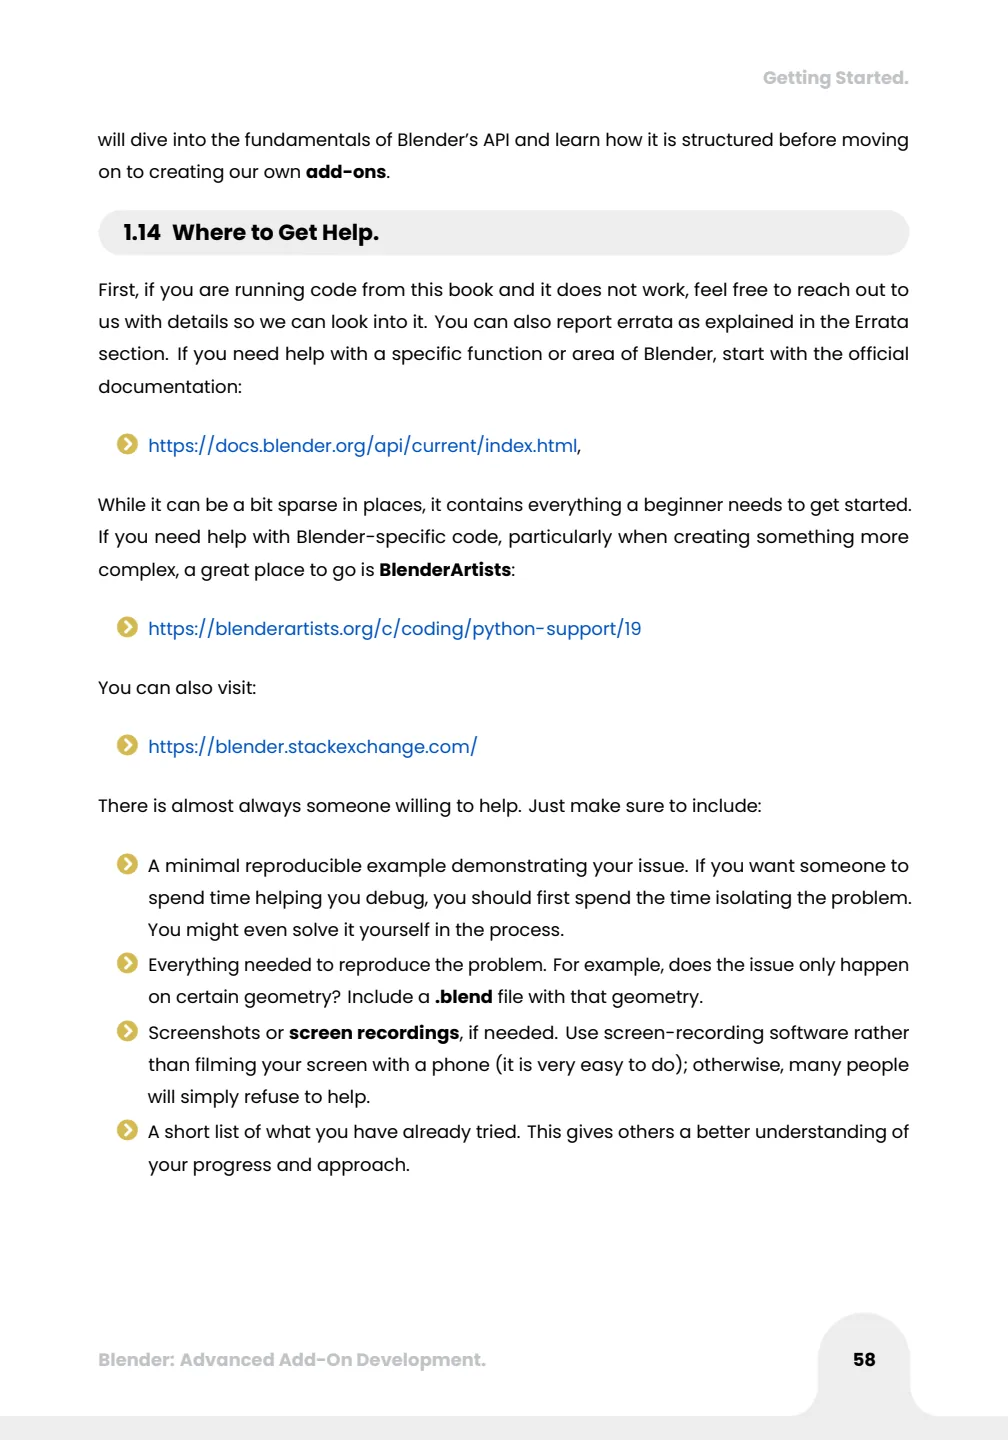 Getting Started.
will dive into the fundamentals of Blender’s API and learn how it is structured before moving
on to creating our own add-ons.
1.14 Where to Get Help.
First, if you are running code from this book and it does not work, feel free to reach out to
us with details so we can look into it. You can also report errata as explained in the Errata
section. If you need help with a specific function or area of Blender, start with the official
documentation:
https://docs.blender.org/api/current/index.html,
While it can be a bit sparse in places, it contains everything a beginner needs to get started.
If you need help with Blender-specific code, particularly when creating something more
complex, a great place to go is BlenderArtists:
https://blenderartists.org/c/coding/python-support/19
You can also visit:
https://blender.stackexchange.com/
There is almost always someone willing to help. Just make sure to include:
A minimal reproducible example demonstrating your issue. If you want someone to
spend time helping you debug, you should first spend the time isolating the problem.
You might even solve it yourself in the process.
Everything needed to reproduce the problem. For example, does the issue only happen
on certain geometry? Include a .blend file with that geometry.
Screenshots or screen recordings, if needed. Use screen-recording software rather
than filming your screen with a phone (it is very easy to do); otherwise, many people
will simply refuse to help.
A short list of what you have already tried. This gives others a better understanding of
your progress and approach.
Blender: Advanced Add-On Development.
58